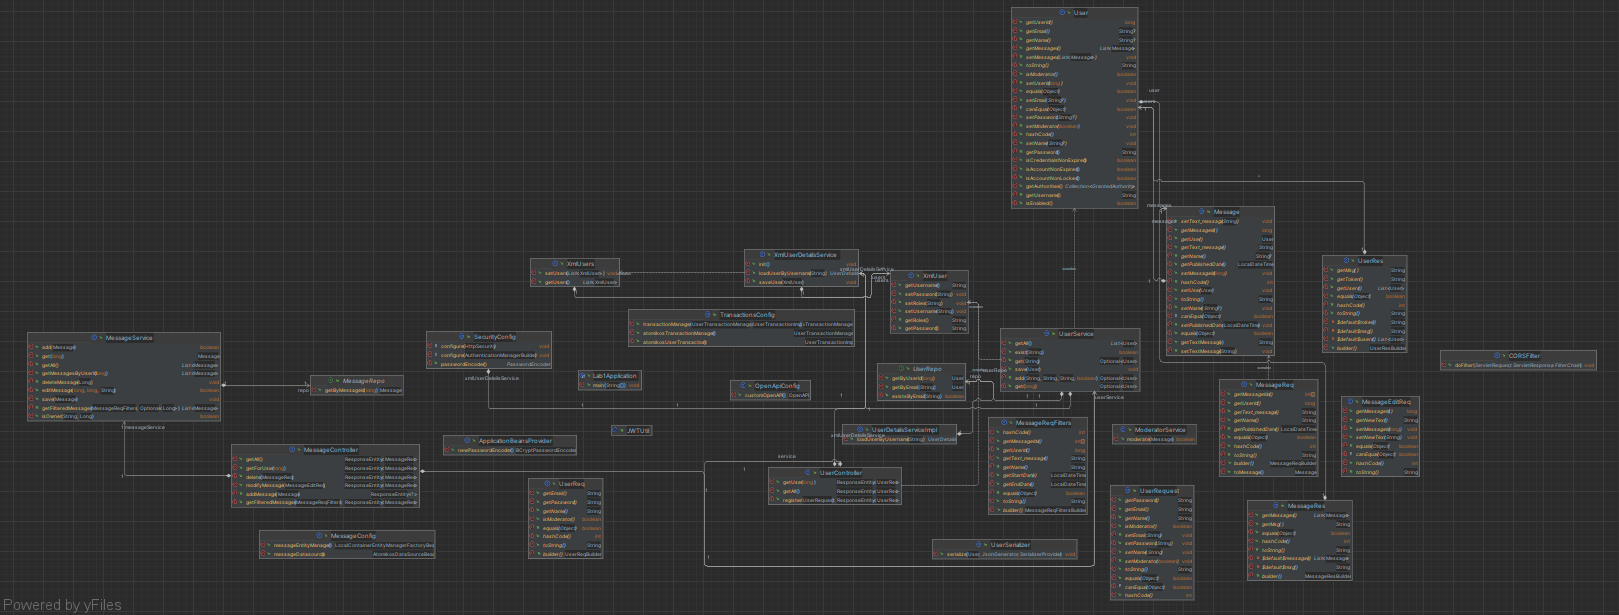 User
getUserId() long
getEmail() String?
getName() String?
getMessages() List<Message>
setMessages(List<Message>) void
toString() String
isModerator() boolean
setUserId(long) void
equals(Object) boolean
setEmail(String?) void
canEqual(Object) boolean
setPassword(String?) void
setModerator(boolean) void
hashCode() int
setName(String?) void
getPassword() String
isCredentialsNonExpired() boolean
isAccountNonExpired() boolean
isAccountNonLocked() boolean
getAuthorities() Collection<GrantedAuthority>
getUsername() String
isEnabled() boolean
user
messages
Message
setText_message(String) void
getMessageId() long
getUser() User
getText_message() String
getName() String?
getPublishedDate() LocalDateTime
setMessageId(long) void
hashCode() int
setUser(User) void
toString() String
setName(String?) void
canEqual(Object) boolean
setPublishedDate(LocalDateTime) void
equals(Object) boolean
getTextMessage() String
setTextMessage(String) void
UserRes
getMsg() String
getToken() String
getUsers() List<User>
equals(Object) boolean
hashCode() int
toString() String
$default$token() String
$default$msg() String
$default$users() List<User>
builder() UserResBuilder
XmlUsers
setUsers(List<XmlUser>) void
getUsers() List<XmlUser>
XmlUserDetailsService
init() void
loadUserByUsername(String) UserDetails
saveUser(XmlUser) void
xmlUserDetailsService
XmlUser
getUsername() String
setPassword(String) void
setRoles(String) void
setUsername(String) void
getRoles() String
getPassword() String
TransactionsConfig
transactionManager(UserTransactionManager, UserTransaction) JtaTransactionManager
atomikosTransactionManager() UserTransactionManager
atomikosUserTransaction() UserTransactionImp
MessageService
add(Message) boolean
get(long) Message
getAll() List<Message>
getMessagesByUserId(long) List<Message>
deleteMessage(Long) void
editMessage(long, long, String) boolean
save(Message) void
getFilteredMessages(MessageReqFilters, Optional<Long>) List<Message>
isOwner(String, Long) boolean
SecurityConfig
configure(HttpSecurity) void
configure(AuthenticationManagerBuilder) void
passwordEncoder() PasswordEncoder
xmlUserDetailsService
MessageRepo
getByMessageId(long) Message
repo
Lab1Application
main(String[]) void
OpenApiConfig
customOpenAPI() OpenAPI
UserService
getAll() List<User>
exist(String) boolean
get(String) Optional<User>
save(User) void
add(String, String, String, boolean) Optional<User>
get(long) Optional<User>
userService
UserRepo
getByUserId(long) User
getByEmail(String) User
existsByEmail(String) boolean
repo
CORSFilter
doFilter(ServletRequest, ServletResponse, FilterChain) void
MessageReq
getMessageId() long[]
getUserId() long
getText_message() String
getName() String
getPublishedDate() LocalDateTime
equals(Object) boolean
hashCode() int
toString() String
builder() MessageReqBuilder
toMessage() Message
MessageEditReq
getMessageId() long
getNewText() String
setMessageId(long) void
setNewText(String) void
equals(Object) boolean
canEqual(Object) boolean
hashCode() int
toString() String
JWTUtil
ApplicationBeansProvider
newPasswordEncoder() BCryptPasswordEncoder
UserDetailsServiceImpl
loadUserByUsername(String) UserDetails
xmlUserDetailsService
MessageReqFilters
hashCode() int
getMessageId() long[]
getUserId() long
getText_message() String
getName() String
getStartDate() LocalDateTime
getEndDate() LocalDateTime
equals(Object) boolean
toString() String
builder() MessageReqFiltersBuilder
ModeratorService
moderate(Message) boolean
messageService
MessageController
getAll() ResponseEntity<MessageRes>
getForUser(long) ResponseEntity<MessageRes>
delete(MessageReq) ResponseEntity<MessageRes>
modifyMessage(MessageEditReq) ResponseEntity<MessageRes>
addMessage(Message) ResponseEntity<?>
getFilteredMessages(MessageReqFilters) ResponseEntity<MessageRes>
service
UserController
getUser(long) ResponseEntity<UserRes>
getAll() ResponseEntity<UserRes>
register(UserRequest) ResponseEntity<UserRes>
UserReq
getEmail() String
getPassword() String
getName() String
isModerator() boolean
equals(Object) boolean
hashCode() int
toString() String
builder() UserReqBuilder
UserRequest
getPassword() String
getEmail() String
getName() String
isModerator() boolean
setEmail(String) void
setPassword(String) void
setName(String) void
setModerator(boolean) void
toString() String
equals(Object) boolean
canEqual(Object) boolean
hashCode() int
MessageRes
getMessages() List<Message>
getMsg() String
equals(Object) boolean
hashCode() int
toString() String
$default$messages() List<Message>
$default$msg() String
builder() MessageResBuilder
MessageConfig
messageEntityManager() LocalContainerEntityManagerFactoryBean
messageDatasource() AtomikosDataSourceBean
UserSerializer
serialize(User, JsonGenerator, SerializerProvider) void
Powered by yFiles